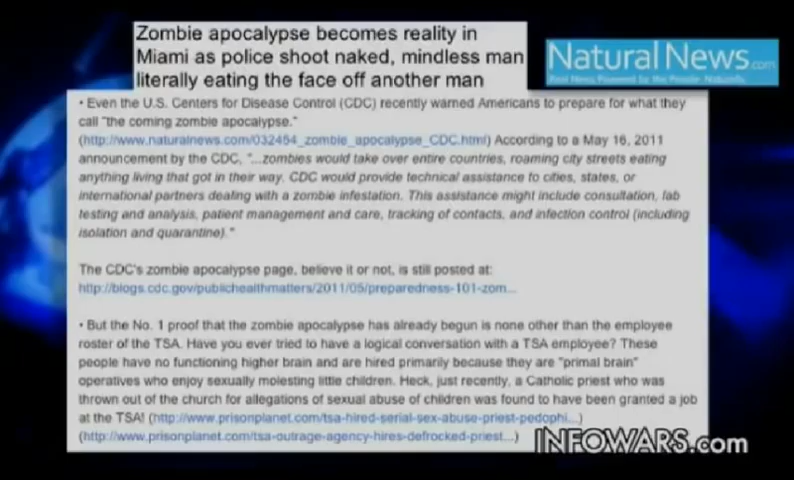 Zombie apocalypse becomes reality in
Miami as police shoot naked, mindless man
literally eating the face off another man
NaturalNews.com
Real News Powered by the People Naturally
• Even the U.S. Centers for Disease Control (CDC) recently warned Americans to prepare for what they
call "the coming zombie apocalypse."
(http://www.naturalnews.com/032454_zombie_apocalypse_CDC.html) According to a May 16, 2011
announcement by the CDC, "...zombies would take over entire countries, roaming city streets eating
anything living that got in their way. CDC would provide technical assistance to cities, states, or
international partners dealing with a zombie infestation. This assistance might include consultation, lab
testing and analysis, patient management and care, tracking of contacts, and infection control (including
isolation and quarantine)."
The CDC's zombie apocalypse page, believe it or not, is still posted at:
http://blogs.cdc.gov/publichealthmatters/2011/05/preparedness-101-zom...
• But the No. 1 proof that the zombie apocalypse has already begun is none other than the employee
roster of the TSA. Have you ever tried to have a logical conversation with a TSA employee? These
people have no functioning higher brain and are hired primarily because they are "primal brain"
operatives who enjoy sexually molesting little children. Heck, just recently, a Catholic priest who was
thrown out of the church for allegations of sexual abuse of children was found to have been granted a job
at the TSA! (http://www.prisonplanet.com/tsa-hired-serial-sex-abuse-priest-pedophi...)
(http://www.prisonplanet.com/tsa-outrage-agency-hires-defrocked-priest...)
INFOWARS.com